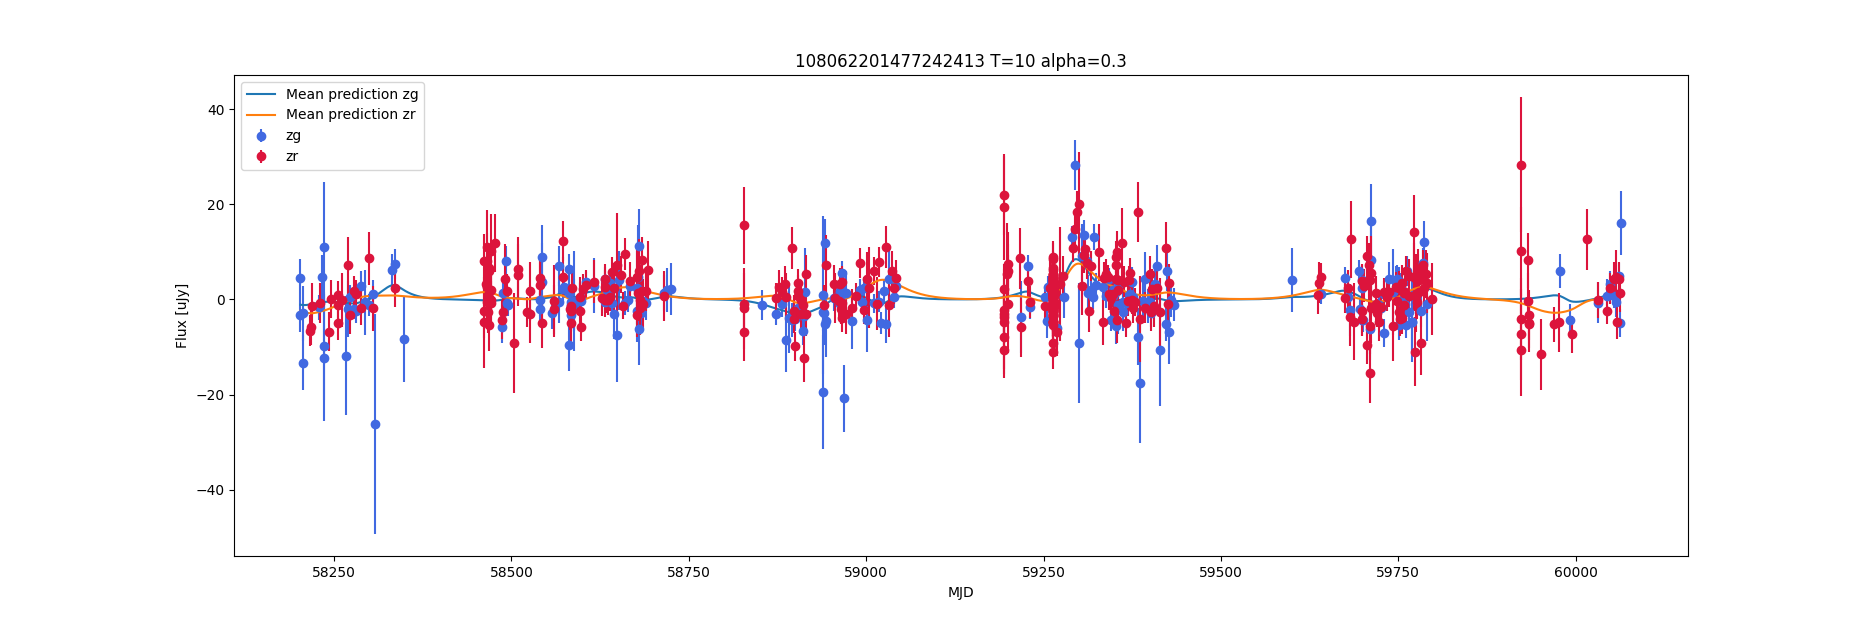 108062201477242413 T=10 alpha=0.3
Mean prediction zg
Mean prediction zr
zg
zr
Flux [uJy]
40
20
0
−20
−40
58250 58500 58750 59000 59250 59500 59750 60000
MJD